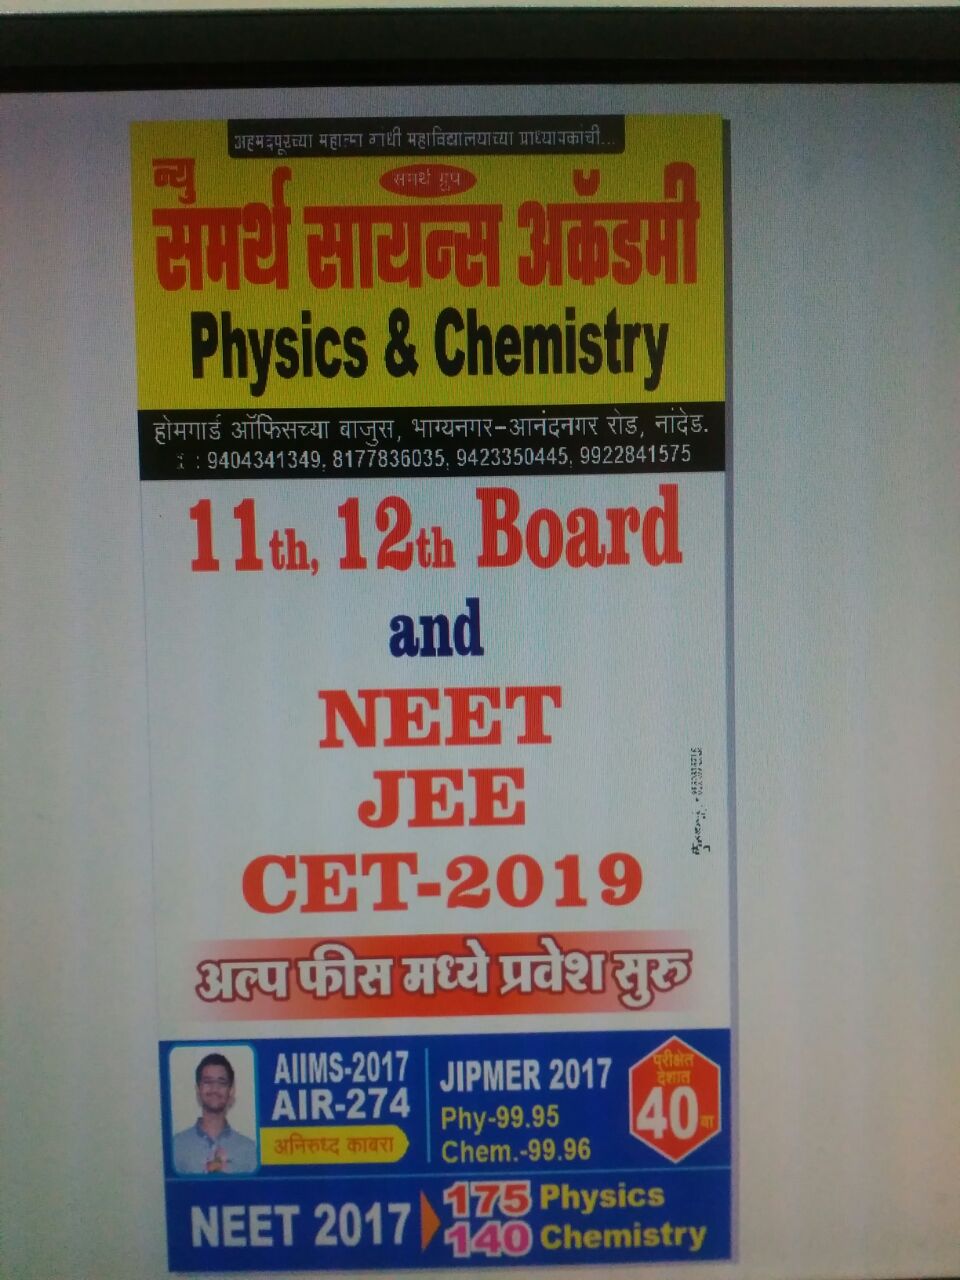 अहमदपूरच्या महात्मा गांधी महाविद्यालयाच्या प्राध्यापकांची...
न्यु
समर्थ ग्रुप
समर्थ सायन्स अकॅडमी
Physics & Chemistry
होमगार्ड ऑफिसच्या बाजुस, भाग्यनगर-आनंदनगर रोड, नांदेड.
: 9404341349, 8177836035, 9423350445, 9922841575
11th, 12th Board
and
NEET
JEE
CET-2019
अल्प फीस मध्ये प्रवेश सुरु
AIIMS-2017
AIR-274
अनिरुध्द काबरा
JIPMER 2017
Phy-99.95
Chem.-99.96
परीक्षेत
देशात
40 वा
NEET 2017
175 Physics
140 Chemistry